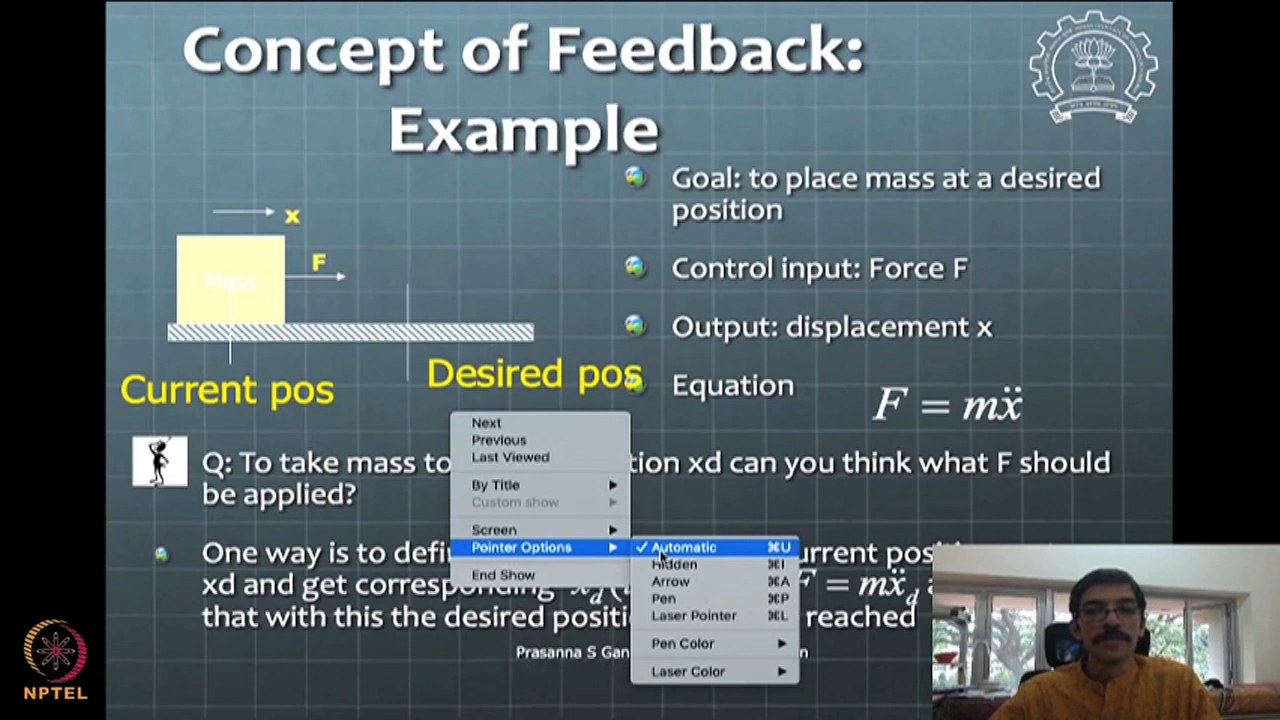 Concept of Feedback:
Example
x
F
Mass
Current pos
Desired pos
Goal: to place mass at a desired
position
Control input: Force F
Output: displacement x
Equation
F = mẍ
Q: To take mass to tion xd can you think what F should
be applied?
One way is to defi urrent posi
xd and get corresponding F = mẍd
that with this the desired positi reached
Prasanna S Gan
Next
Previous
Last Viewed
By Title
Custom show
Screen
Pointer Options
End Show
✓ Automatic ⌘U
Hidden ⌘I
Arrow ⌘A
Pen ⌘P
Laser Pointer ⌘L
Pen Color
Laser Color
NPTEL